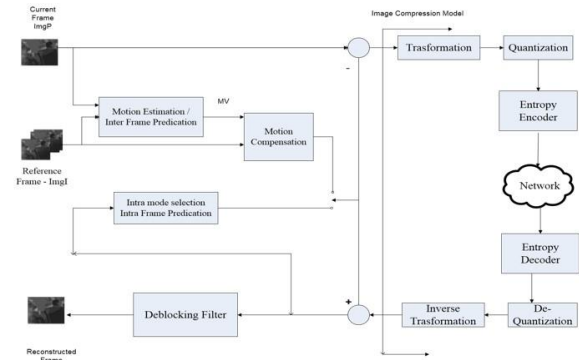 Current
Frame
ImgP
Image Compression Model
Trasformation
Quantization
-
Motion Estimation /
Inter Frame Predication
MV
Motion
Compensation
Entropy
Encoder
Reference
Frame - ImgI
Network
Intra mode selection
Intra Frame Predication
Entropy
Decoder
+
Deblocking Filter
Inverse
Trasformation
De-
Quantization
Reconstructed
Frame